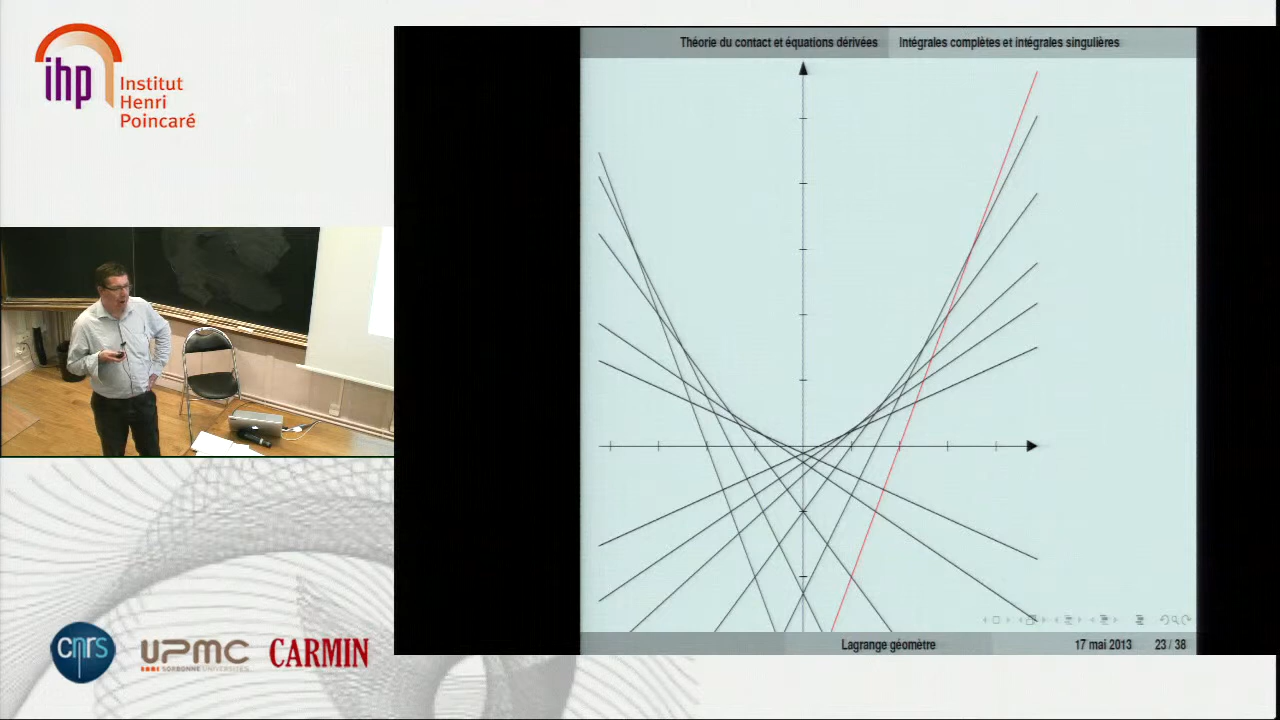 ihp
Institut
Henri
Poincaré
Théorie du contact et équations dérivées
Intégrales complètes et intégrales singulières
Lagrange géomètre
17 mai 2013
23 / 38
cnrs
UPMC
SORBONNE UNIVERSITÉS
CARMIN